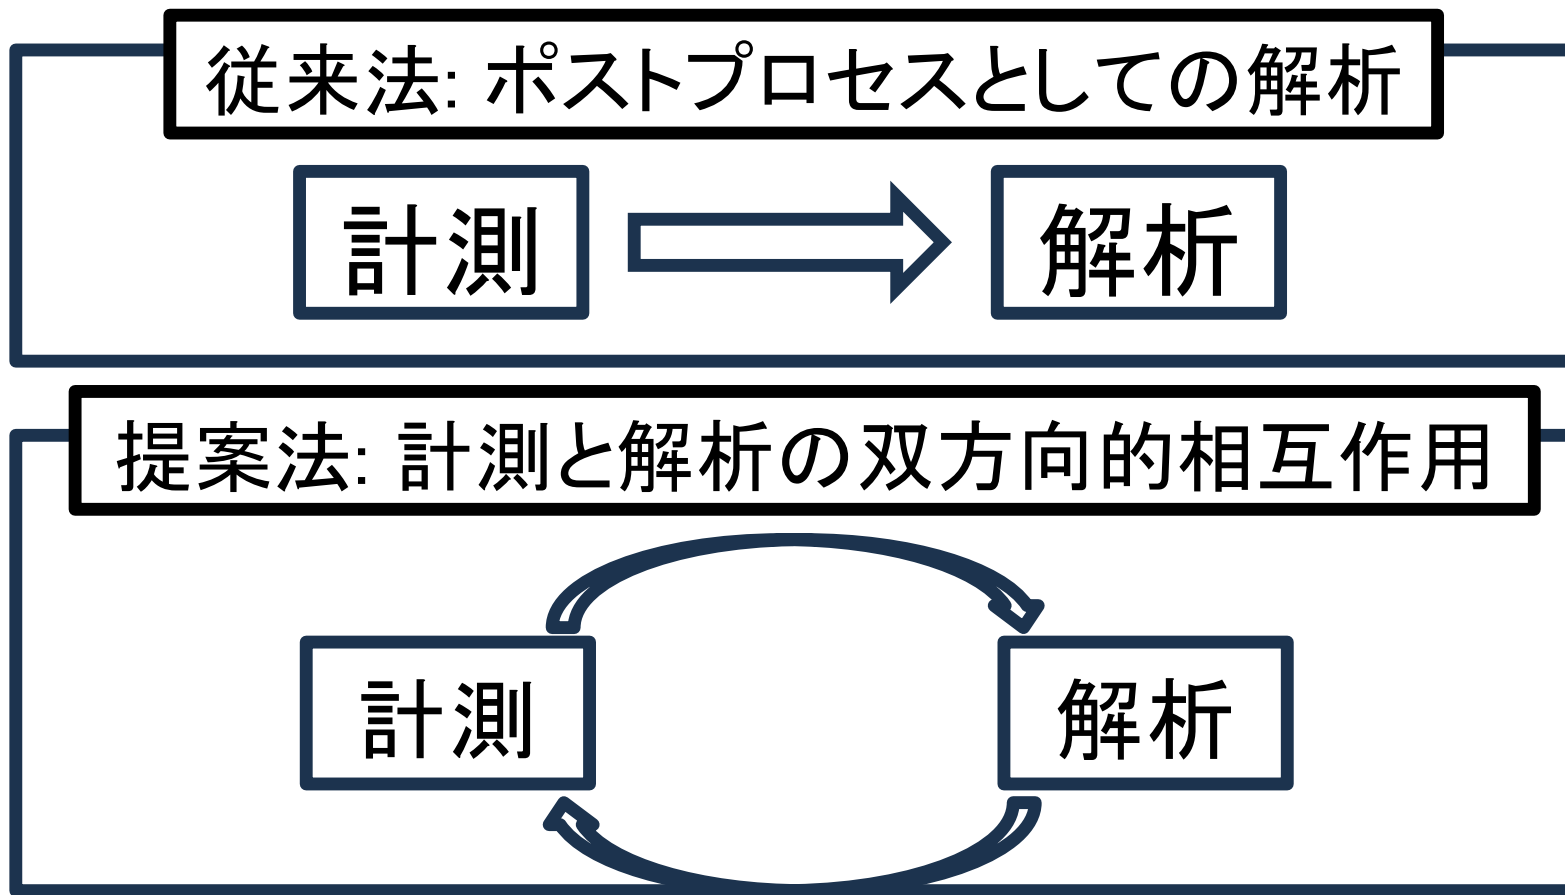 従来法: ポストプロセスとしての解析
計測
解析
提案法: 計測と解析の双方向的相互作用
計測
解析